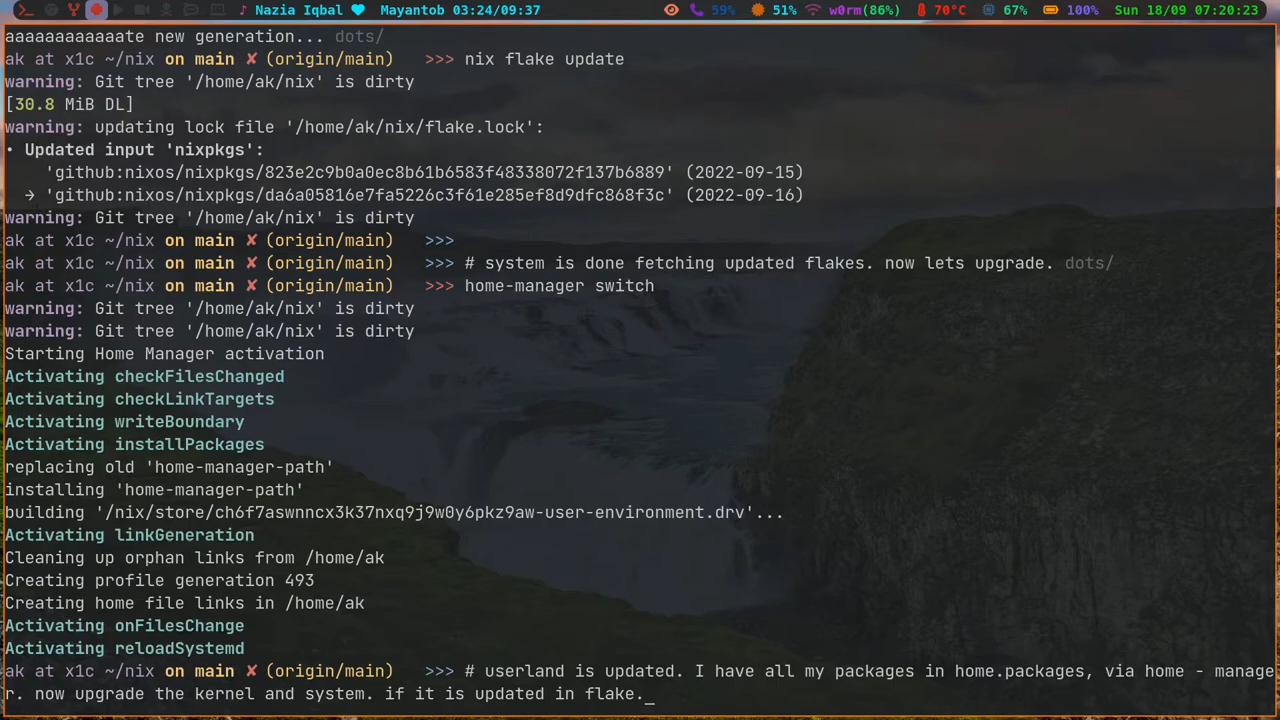 ♪ Nazia Iqbal Mayantob 03:24/09:37 59% 51% w0rm(86%) 70°C 67% 100% Sun 18/09 07:20:23
aaaaaaaaaaaate new generation... dots/
ak at x1c ~/nix on main ✘ (origin/main) >>> nix flake update
warning: Git tree '/home/ak/nix' is dirty
[30.8 MiB DL]
warning: updating lock file '/home/ak/nix/flake.lock':
• Updated input 'nixpkgs':
'github:nixos/nixpkgs/823e2c9b0a0ec8b61b6583f48338072f137b6889' (2022-09-15)
→ 'github:nixos/nixpkgs/da6a05816e7fa5226c3f61e285ef8d9dfc868f3c' (2022-09-16)
warning: Git tree '/home/ak/nix' is dirty
ak at x1c ~/nix on main ✘ (origin/main) >>>
ak at x1c ~/nix on main ✘ (origin/main) >>> # system is done fetching updated flakes. now lets upgrade. dots/
ak at x1c ~/nix on main ✘ (origin/main) >>> home-manager switch
warning: Git tree '/home/ak/nix' is dirty
warning: Git tree '/home/ak/nix' is dirty
Starting Home Manager activation
Activating checkFilesChanged
Activating checkLinkTargets
Activating writeBoundary
Activating installPackages
replacing old 'home-manager-path'
installing 'home-manager-path'
building '/nix/store/ch6f7aswnncx3k37nxq9j9w0y6pkz9aw-user-environment.drv'...
Activating linkGeneration
Cleaning up orphan links from /home/ak
Creating profile generation 493
Creating home file links in /home/ak
Activating onFilesChange
Activating reloadSystemd
ak at x1c ~/nix on main ✘ (origin/main) >>> # userland is updated. I have all my packages in home.packages, via home - manage
r. now upgrade the kernel and system. if it is updated in flake._